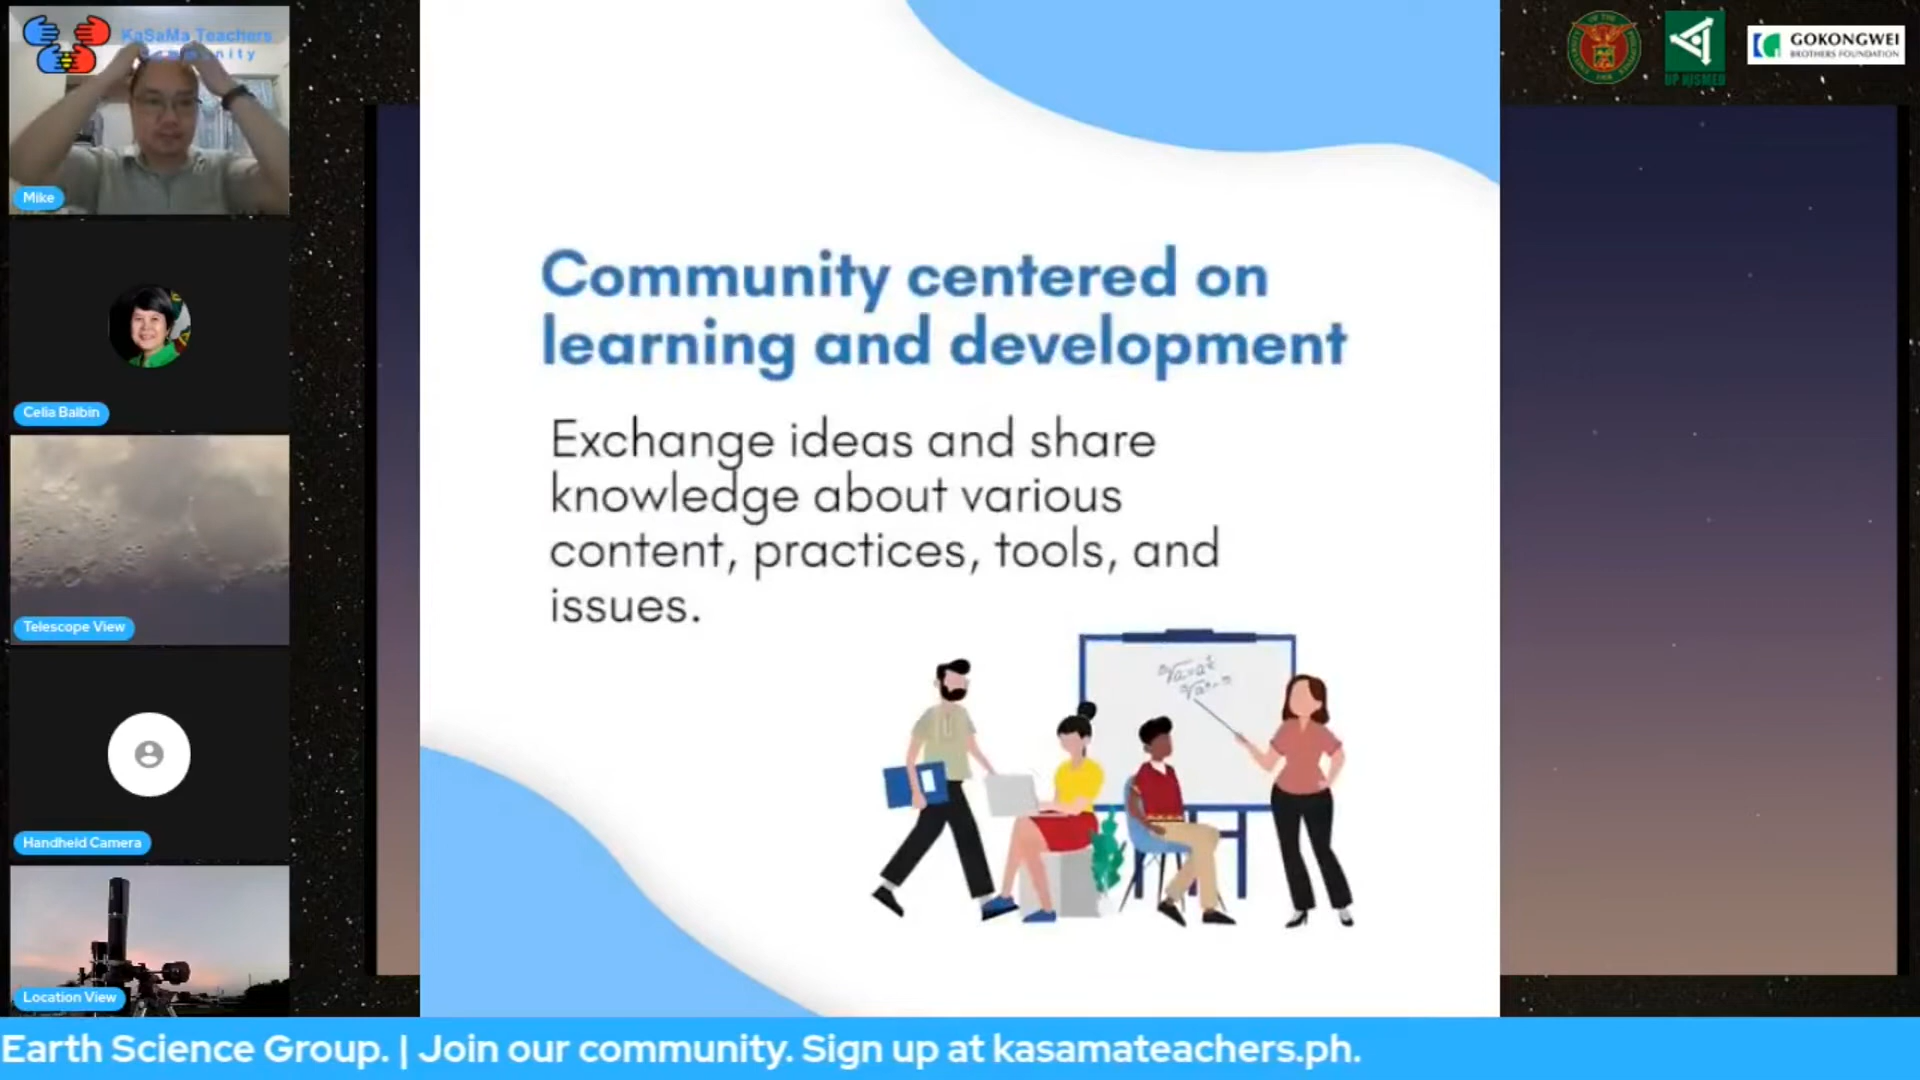 KaSaMa Teachers
Community
Mike
Celia Balbin
Telescope View
Handheld Camera
Location View
Community centered on
learning and development
Exchange ideas and share
knowledge about various
content, practices, tools, and
issues.
UP NISMED
GOKONGWEI
BROTHERS FOUNDATION
Earth Science Group. | Join our community. Sign up at kasamateachers.ph.